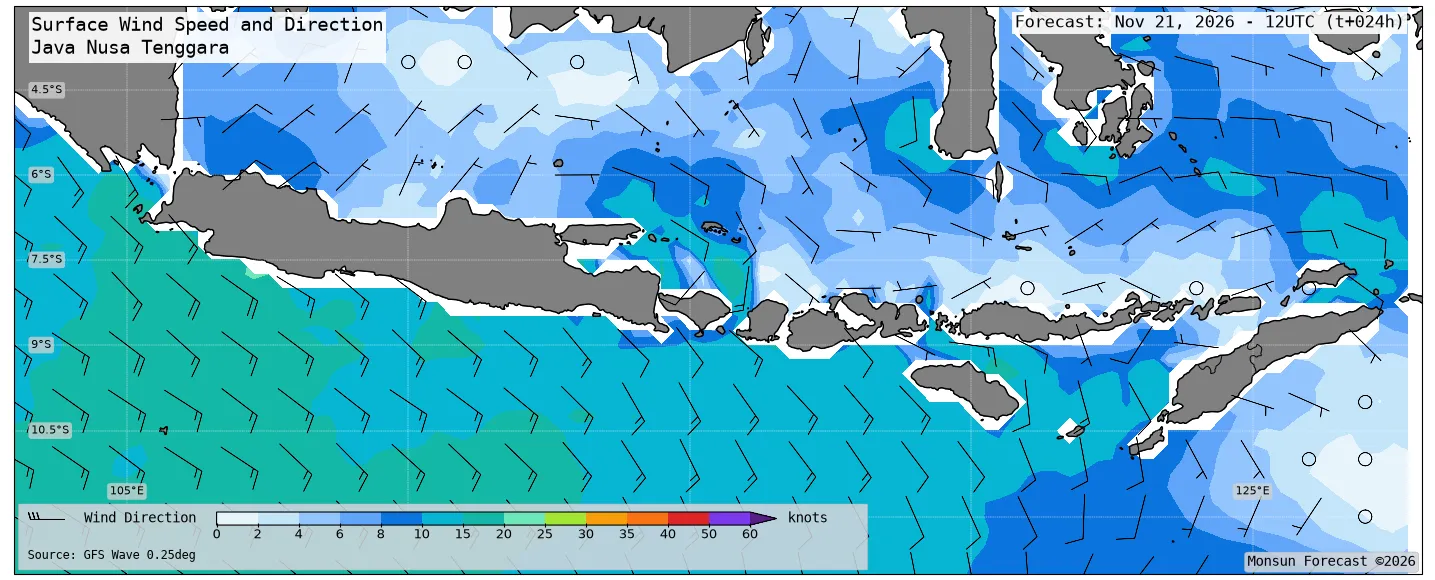 Surface Wind Speed and Direction
Java Nusa Tenggara
Forecast: Nov 21, 2026 - 12UTC (t+024h)
4.5°S
6°S
7.5°S
9°S
10.5°S
105°E
125°E
Wind Direction
0 2 4 6 8 10 15 20 25 30 35 40 50 60
knots
Source: GFS Wave 0.25deg
Monsun Forecast ©2026